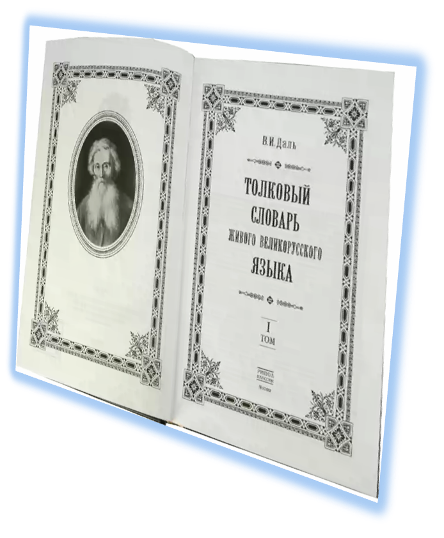 В.И.Даль
ТОЛКОВЫЙ
СЛОВАРЬ
ЖИВОГО ВЕЛИКОРУССКОГО
ЯЗЫКА
I
ТОМ